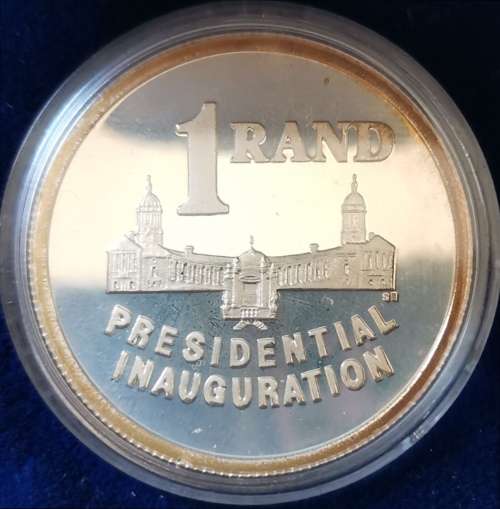 1 RAND
PRESIDENTIAL
INAUGURATION